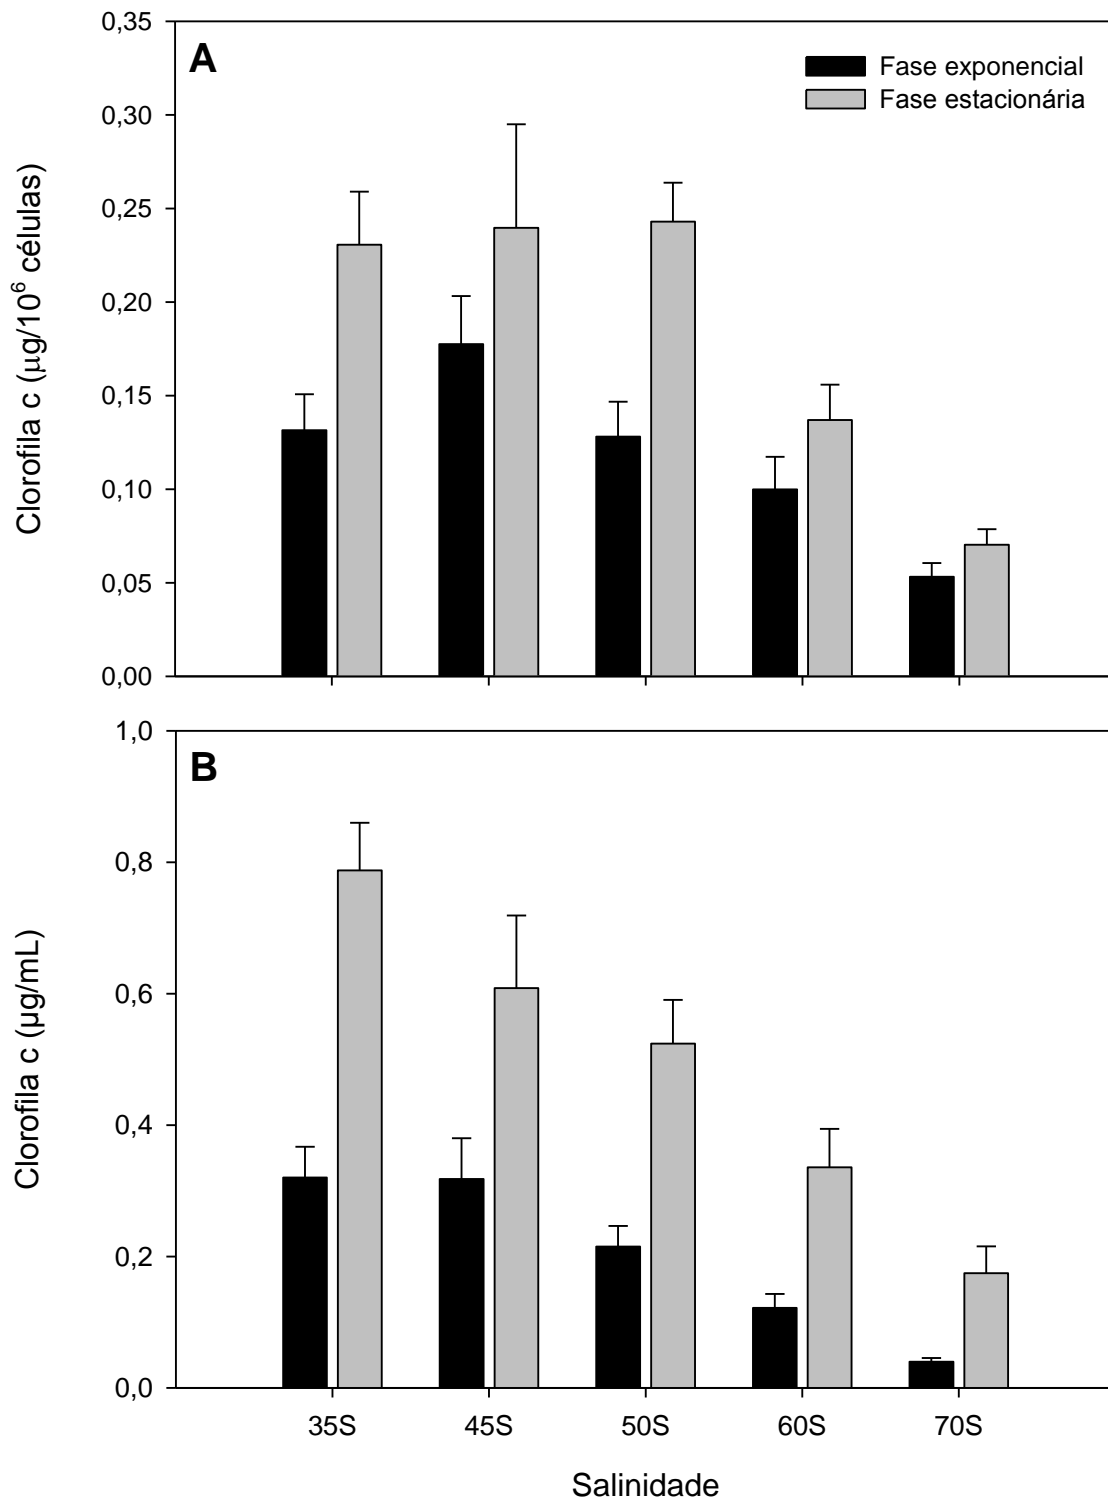 A
Fase exponencial
Fase estacionária
Clorofila c (μg/10⁶ células)
0,35
0,30
0,25
0,20
0,15
0,10
0,05
0,00
B
Clorofila c (μg/mL)
1,0
0,8
0,6
0,4
0,2
0,0
35S 45S 50S 60S 70S
Salinidade